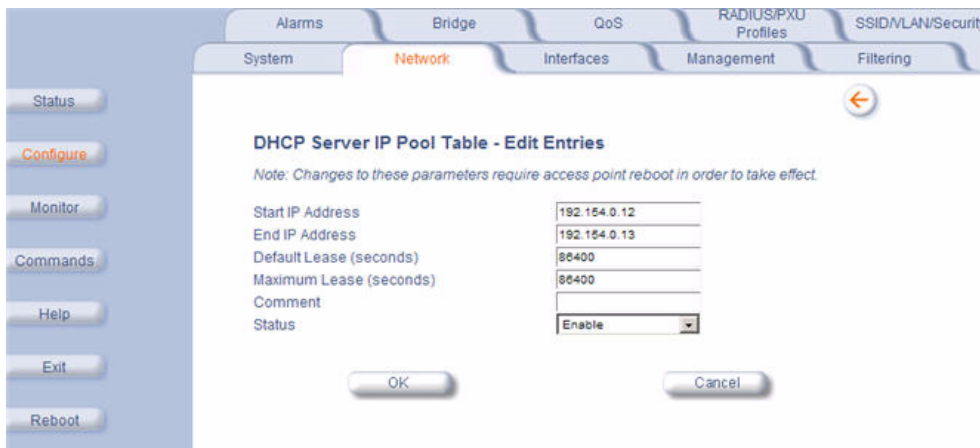 Alarms
Bridge
QoS
RADIUS/PXU
Profiles
SSID/VLAN/Security
System
Network
Interfaces
Management
Filtering
Status
Configure
Monitor
Commands
Help
Exit
Reboot
DHCP Server IP Pool Table - Edit Entries
Note: Changes to these parameters require access point reboot in order to take effect.
Start IP Address 192.154.0.12
End IP Address 192.154.0.13
Default Lease (seconds) 86400
Maximum Lease (seconds) 86400
Comment
Status Enable
OK Cancel